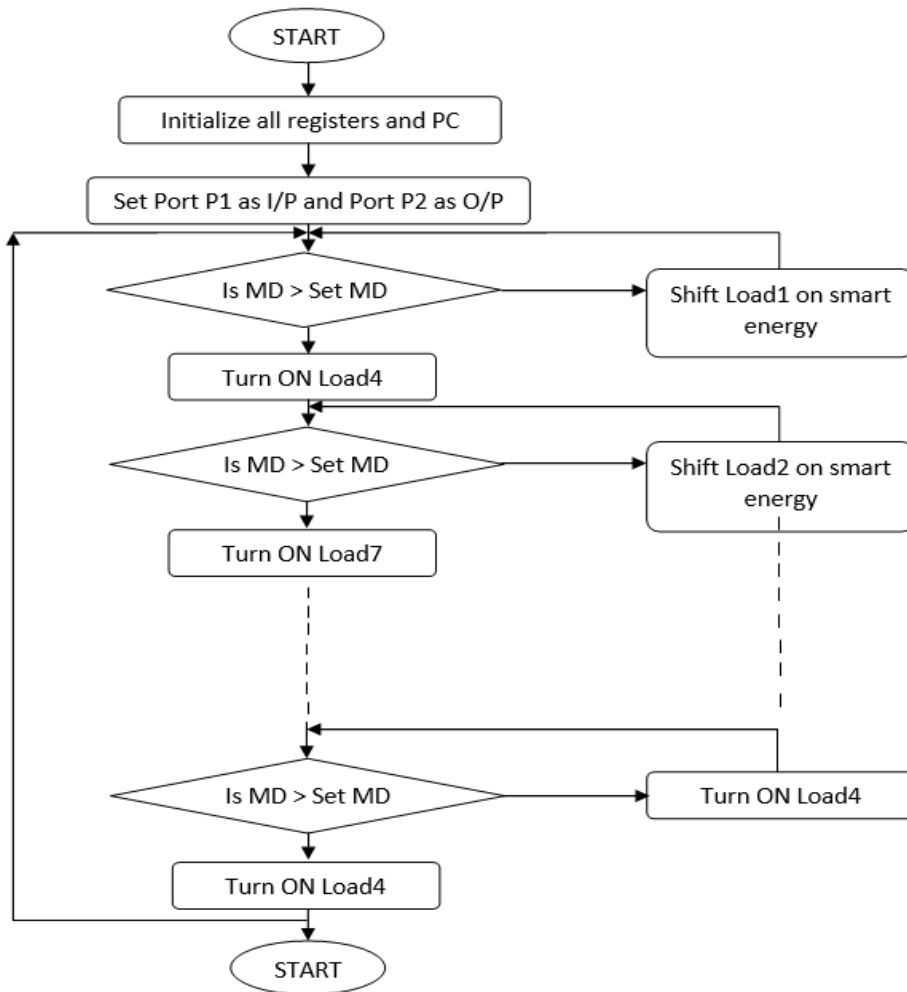 START
Initialize all registers and PC
Set Port P1 as I/P and Port P2 as O/P
Is MD > Set MD
Shift Load1 on smart
energy
Turn ON Load4
Is MD > Set MD
Shift Load2 on smart
energy
Turn ON Load7
Is MD > Set MD
Turn ON Load4
Turn ON Load4
START